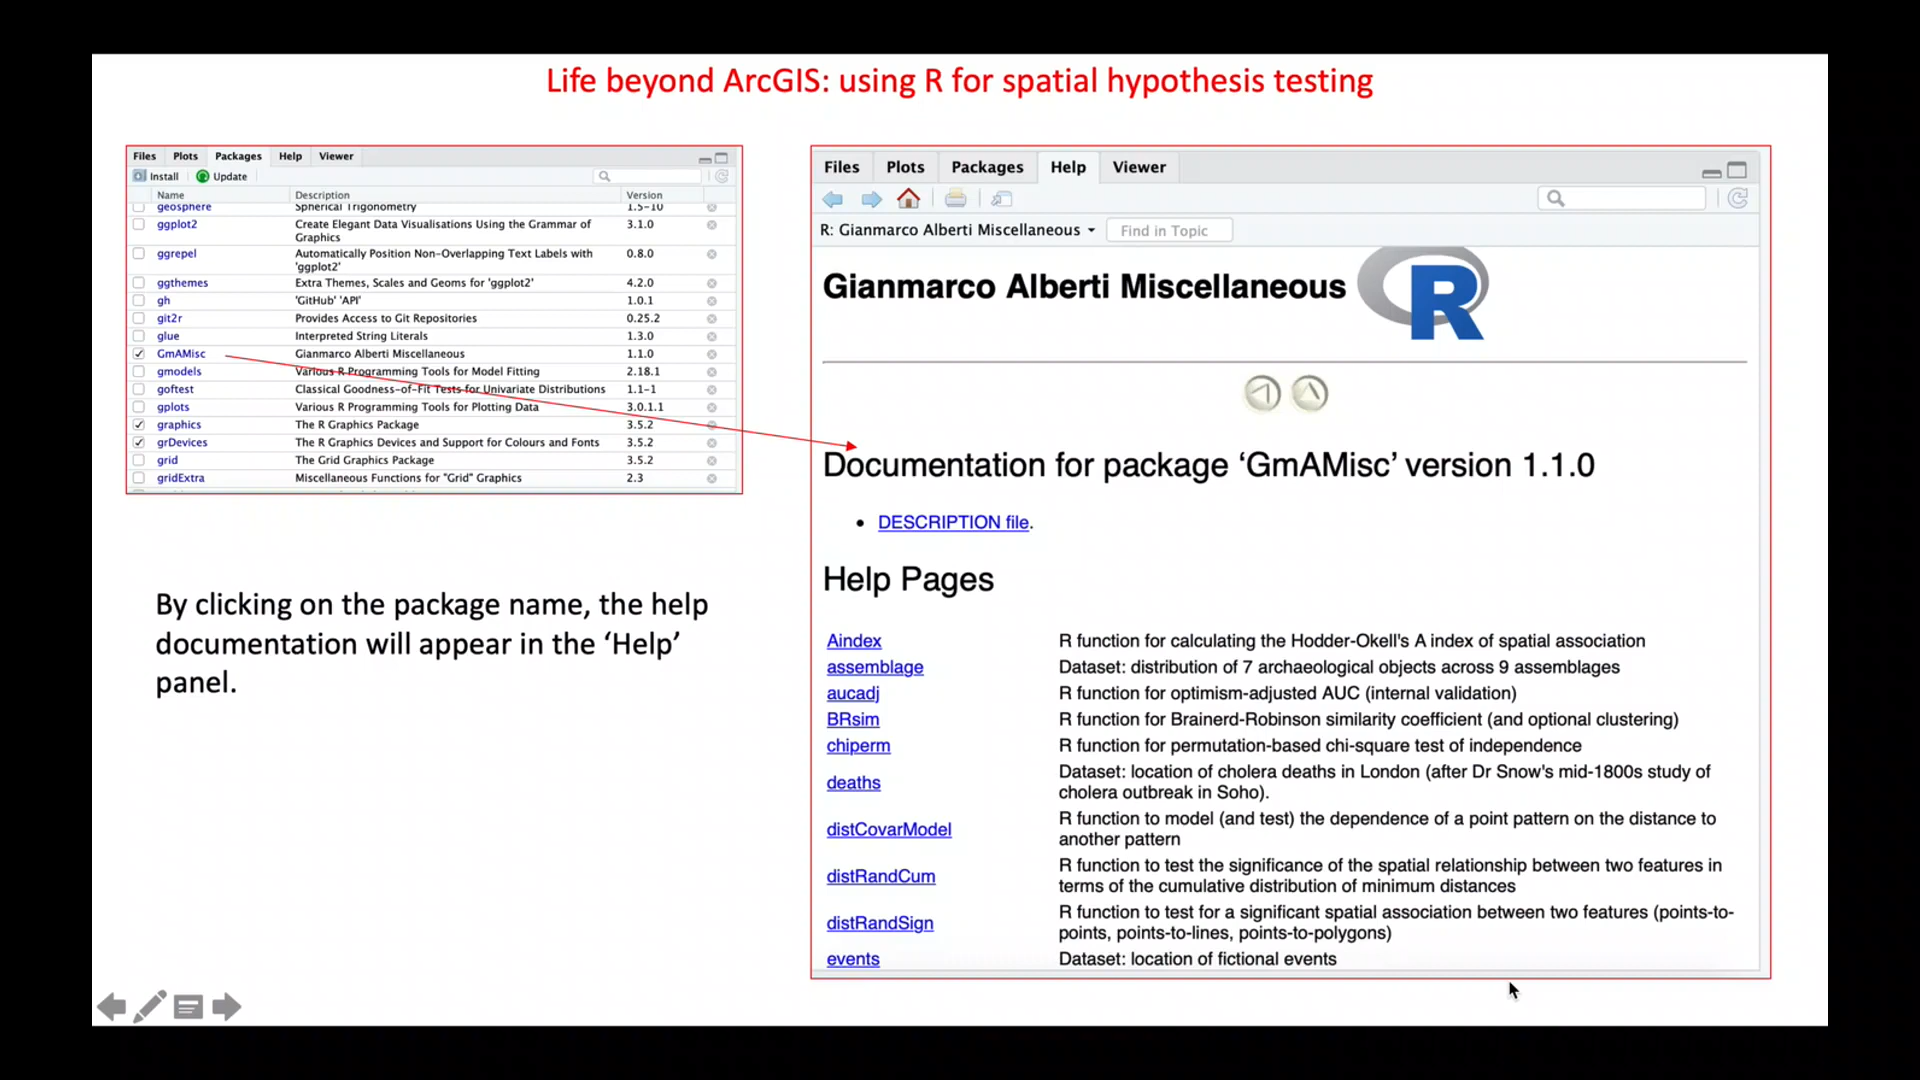 Life beyond ArcGIS: using R for spatial hypothesis testing
Files Plots Packages Help Viewer
Install Update
Name Description Version
geosphere Spherical Trigonometry 1.5-10
ggplot2 Create Elegant Data Visualisations Using the Grammar of 3.1.0
Graphics
ggrepel Automatically Position Non-Overlapping Text Labels with 0.8.0
'ggplot2'
ggthemes Extra Themes, Scales and Geoms for 'ggplot2' 4.2.0
gh 'GitHub' 'API' 1.0.1
git2r Provides Access to Git Repositories 0.25.2
glue Interpreted String Literals 1.3.0
GmAMisc Gianmarco Alberti Miscellaneous 1.1.0
gmodels Various R Programming Tools for Model Fitting 2.18.1
goftest Classical Goodness-of-Fit Tests for Univariate Distributions 1.1-1
gplots Various R Programming Tools for Plotting Data 3.0.1.1
graphics The R Graphics Package 3.5.2
grDevices The R Graphics Devices and Support for Colours and Fonts 3.5.2
grid The Grid Graphics Package 3.5.2
gridExtra Miscellaneous Functions for "Grid" Graphics 2.3
By clicking on the package name, the help
documentation will appear in the ‘Help’
panel.
Files Plots Packages Help Viewer
R: Gianmarco Alberti Miscellaneous Find in Topic
Gianmarco Alberti Miscellaneous R
Documentation for package ‘GmAMisc’ version 1.1.0
• DESCRIPTION file.
Help Pages
Aindex R function for calculating the Hodder-Okell's A index of spatial association
assemblage Dataset: distribution of 7 archaeological objects across 9 assemblages
aucadj R function for optimism-adjusted AUC (internal validation)
BRsim R function for Brainerd-Robinson similarity coefficient (and optional clustering)
chiperm R function for permutation-based chi-square test of independence
deaths Dataset: location of cholera deaths in London (after Dr Snow's mid-1800s study of
cholera outbreak in Soho).
distCovarModel R function to model (and test) the dependence of a point pattern on the distance to
another pattern
distRandCum R function to test the significance of the spatial relationship between two features in
terms of the cumulative distribution of minimum distances
distRandSign R function to test for a significant spatial association between two features (points-to-
points, points-to-lines, points-to-polygons)
events Dataset: location of fictional events